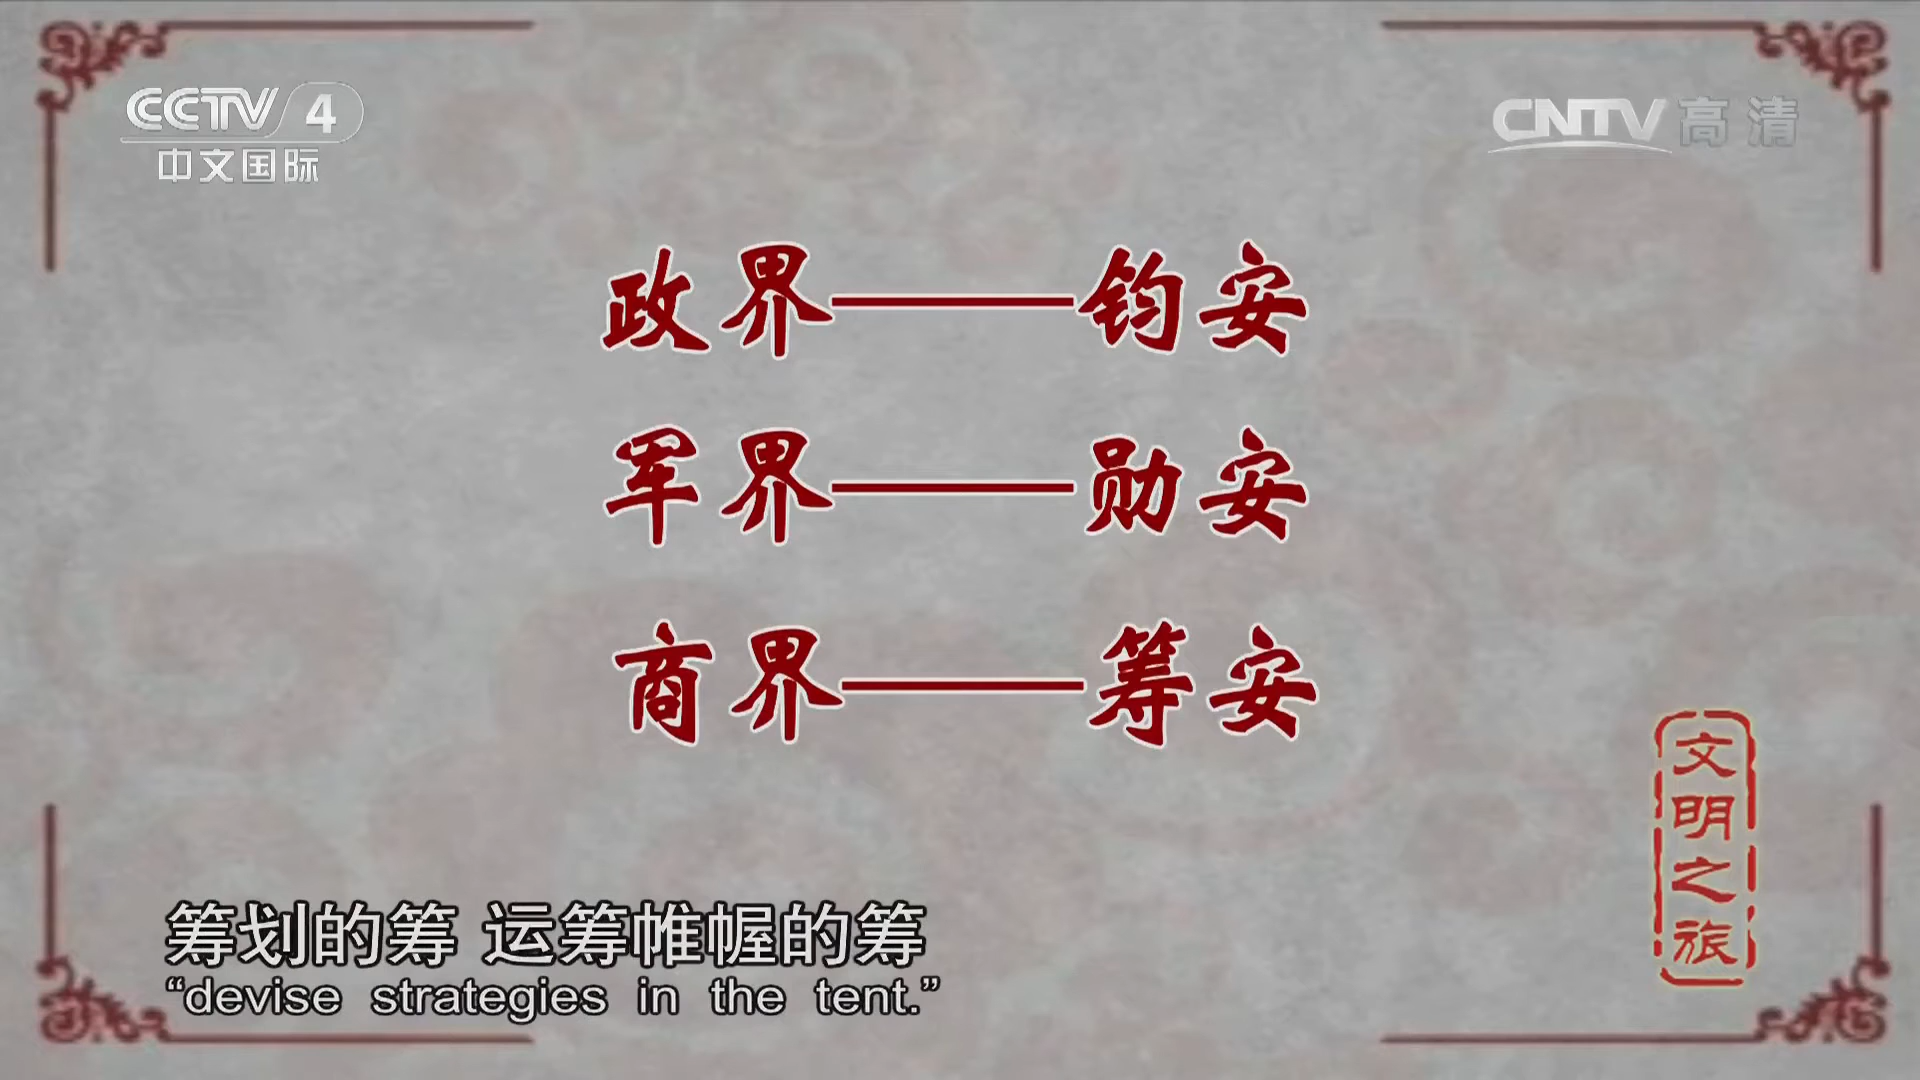 CCTV 4
中文国际
CNTV 高清
政界——钧安
军界——勋安
商界——筹安
文明之旅
筹划的筹 运筹帷幄的筹
“devise strategies in the tent.”